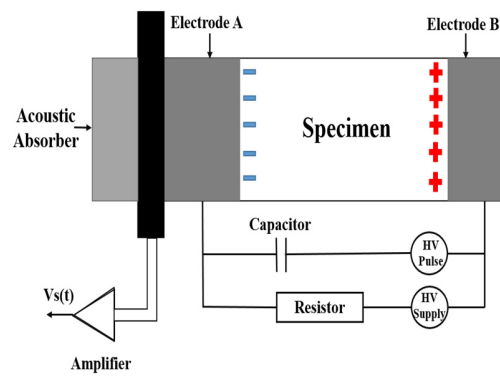 Electrode A
Electrode B
Acoustic
Absorber
Specimen
Capacitor
HV
Pulse
Vs(t)
Resistor
HV
Supply
Amplifier